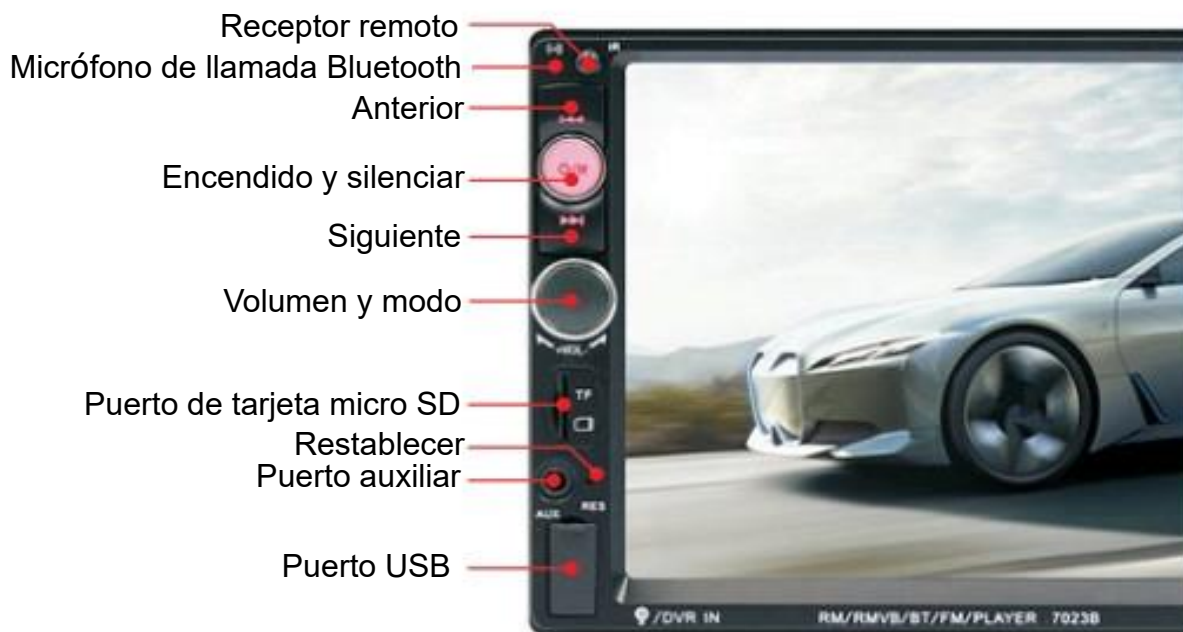 Receptor remoto
IR
Micrófono de llamada Bluetooth
Anterior
Encendido y silenciar
Siguiente
Volumen y modo
+VOL-
Puerto de tarjeta micro SD
TF
Restablecer
Puerto auxiliar
AUX
RES
Puerto USB
/DVR IN
RM/RMVB/BT/FM/PLAYER 7023B